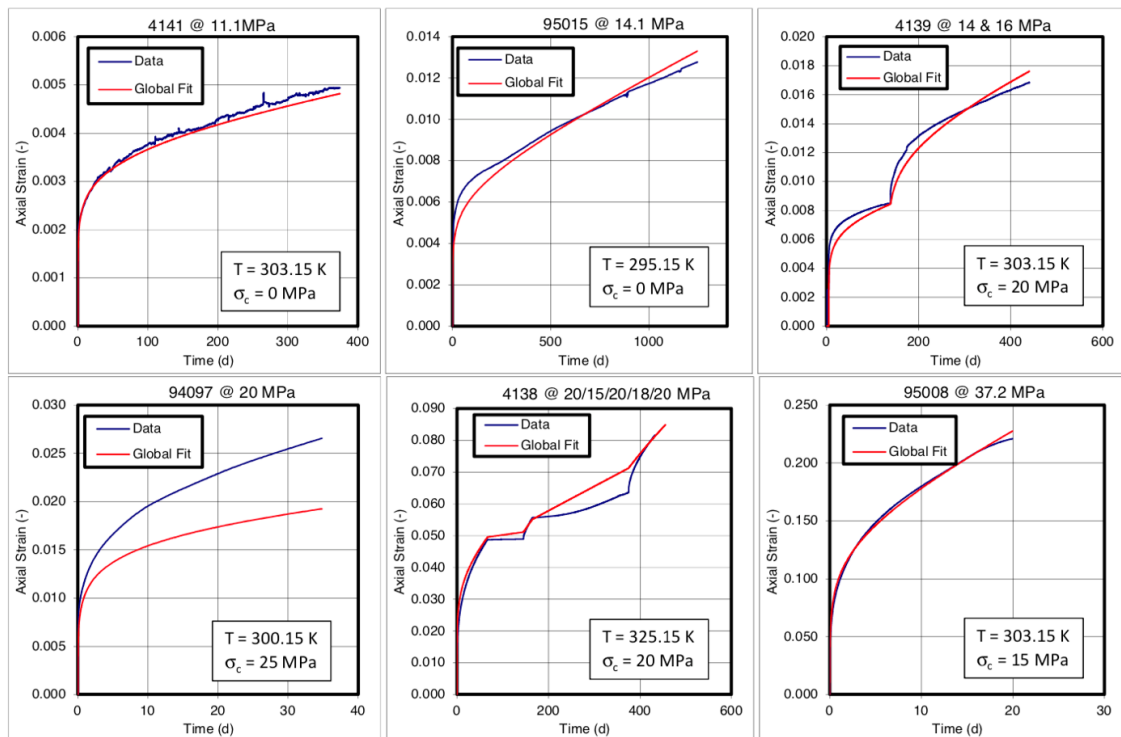 4141 @ 11.1MPa
0.006
0.005
0.004
0.003
0.002
0.001
0.000
Axial Strain (-)
Data
Global Fit
T = 303.15 K
σc = 0 MPa
0
100
200
300
400
Time (d)
95015 @ 14.1 MPa
0.014
0.012
0.010
0.008
0.006
0.004
0.002
0.000
Axial Strain (-)
Data
Global Fit
T = 295.15 K
σc = 0 MPa
0
500
1000
Time (d)
4139 @ 14 & 16 MPa
0.020
0.018
0.016
0.014
0.012
0.010
0.008
0.006
0.004
0.002
0.000
Axial Strain (-)
Data
Global Fit
T = 303.15 K
σc = 20 MPa
0
200
400
600
Time (d)
94097 @ 20 MPa
0.030
0.025
0.020
0.015
0.010
0.005
0.000
Axial Strain (-)
Data
Global Fit
T = 300.15 K
σc = 25 MPa
0
10
20
30
40
Time (d)
4138 @ 20/15/20/18/20 MPa
0.090
0.080
0.070
0.060
0.050
0.040
0.030
0.020
0.010
0.000
Axial Strain (-)
Data
Global Fit
T = 325.15 K
σc = 20 MPa
0
200
400
600
Time (d)
95008 @ 37.2 MPa
0.250
0.200
0.150
0.100
0.050
0.000
Axial Strain (-)
Data
Global Fit
T = 303.15 K
σc = 15 MPa
0
10
20
30
Time (d)